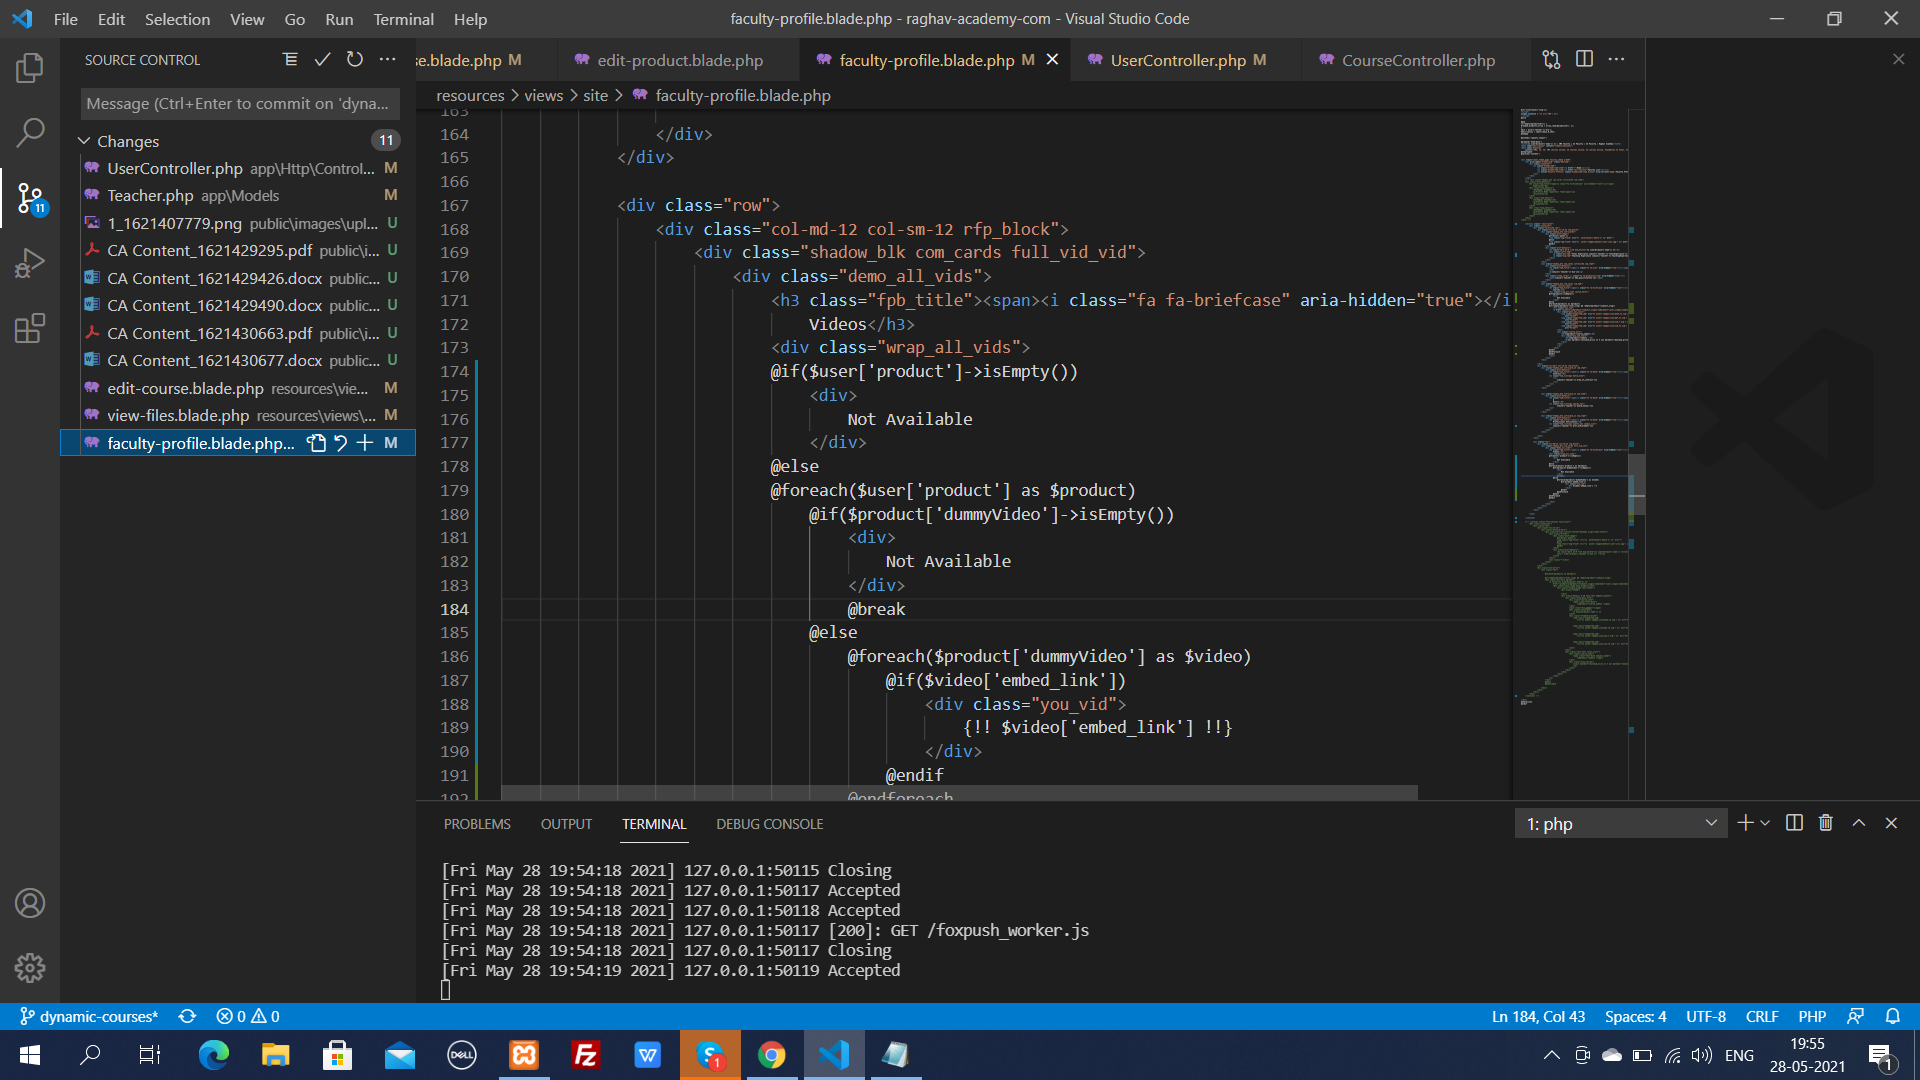 File Edit Selection View Go Run Terminal Help
faculty-profile.blade.php - raghav-academy-com - Visual Studio Code
SOURCE CONTROL
Message (Ctrl+Enter to commit on 'dyna...
Changes 11
UserController.php app\Http\Control... M
Teacher.php app\Models M
1_1621407779.png public\images\upl... U
CA Content_1621429295.pdf public\i... U
CA Content_1621429426.docx public... U
CA Content_1621429490.docx public... U
CA Content_1621430663.pdf public\i... U
CA Content_1621430677.docx public... U
edit-course.blade.php resources\vie... M
view-files.blade.php resources\views\... M
faculty-profile.blade.php... M
11
se.blade.php M
edit-product.blade.php
faculty-profile.blade.php M
UserController.php M
CourseController.php
resources > views > site > faculty-profile.blade.php
163
164 </div>
165 </div>
166
167 <div class="row">
168 <div class="col-md-12 col-sm-12 rfp_block">
169 <div class="shadow_blk com_cards full_vid_vid">
170 <div class="demo_all_vids">
171 <h3 class="fpb_title"><span><i class="fa fa-briefcase" aria-hidden="true"></i
172 Videos</h3>
173 <div class="wrap_all_vids">
174 @if($user['product']->isEmpty())
175 <div>
176 Not Available
177 </div>
178 @else
179 @foreach($user['product'] as $product)
180 @if($product['dummyVideo']->isEmpty())
181 <div>
182 Not Available
183 </div>
184 @break
185 @else
186 @foreach($product['dummyVideo'] as $video)
187 @if($video['embed_link'])
188 <div class="you_vid">
189 {!! $video['embed_link'] !!}
190 </div>
191 @endif
192 @endforeach
PROBLEMS OUTPUT TERMINAL DEBUG CONSOLE
1: php
[Fri May 28 19:54:18 2021] 127.0.0.1:50115 Closing
[Fri May 28 19:54:18 2021] 127.0.0.1:50117 Accepted
[Fri May 28 19:54:18 2021] 127.0.0.1:50118 Accepted
[Fri May 28 19:54:18 2021] 127.0.0.1:50117 [200]: GET /foxpush_worker.js
[Fri May 28 19:54:18 2021] 127.0.0.1:50117 Closing
[Fri May 28 19:54:19 2021] 127.0.0.1:50119 Accepted
dynamic-courses* 0 0
Ln 184, Col 43 Spaces: 4 UTF-8 CRLF PHP
DELL
Fz
W
S 1
ENG
19:55
28-05-2021
1